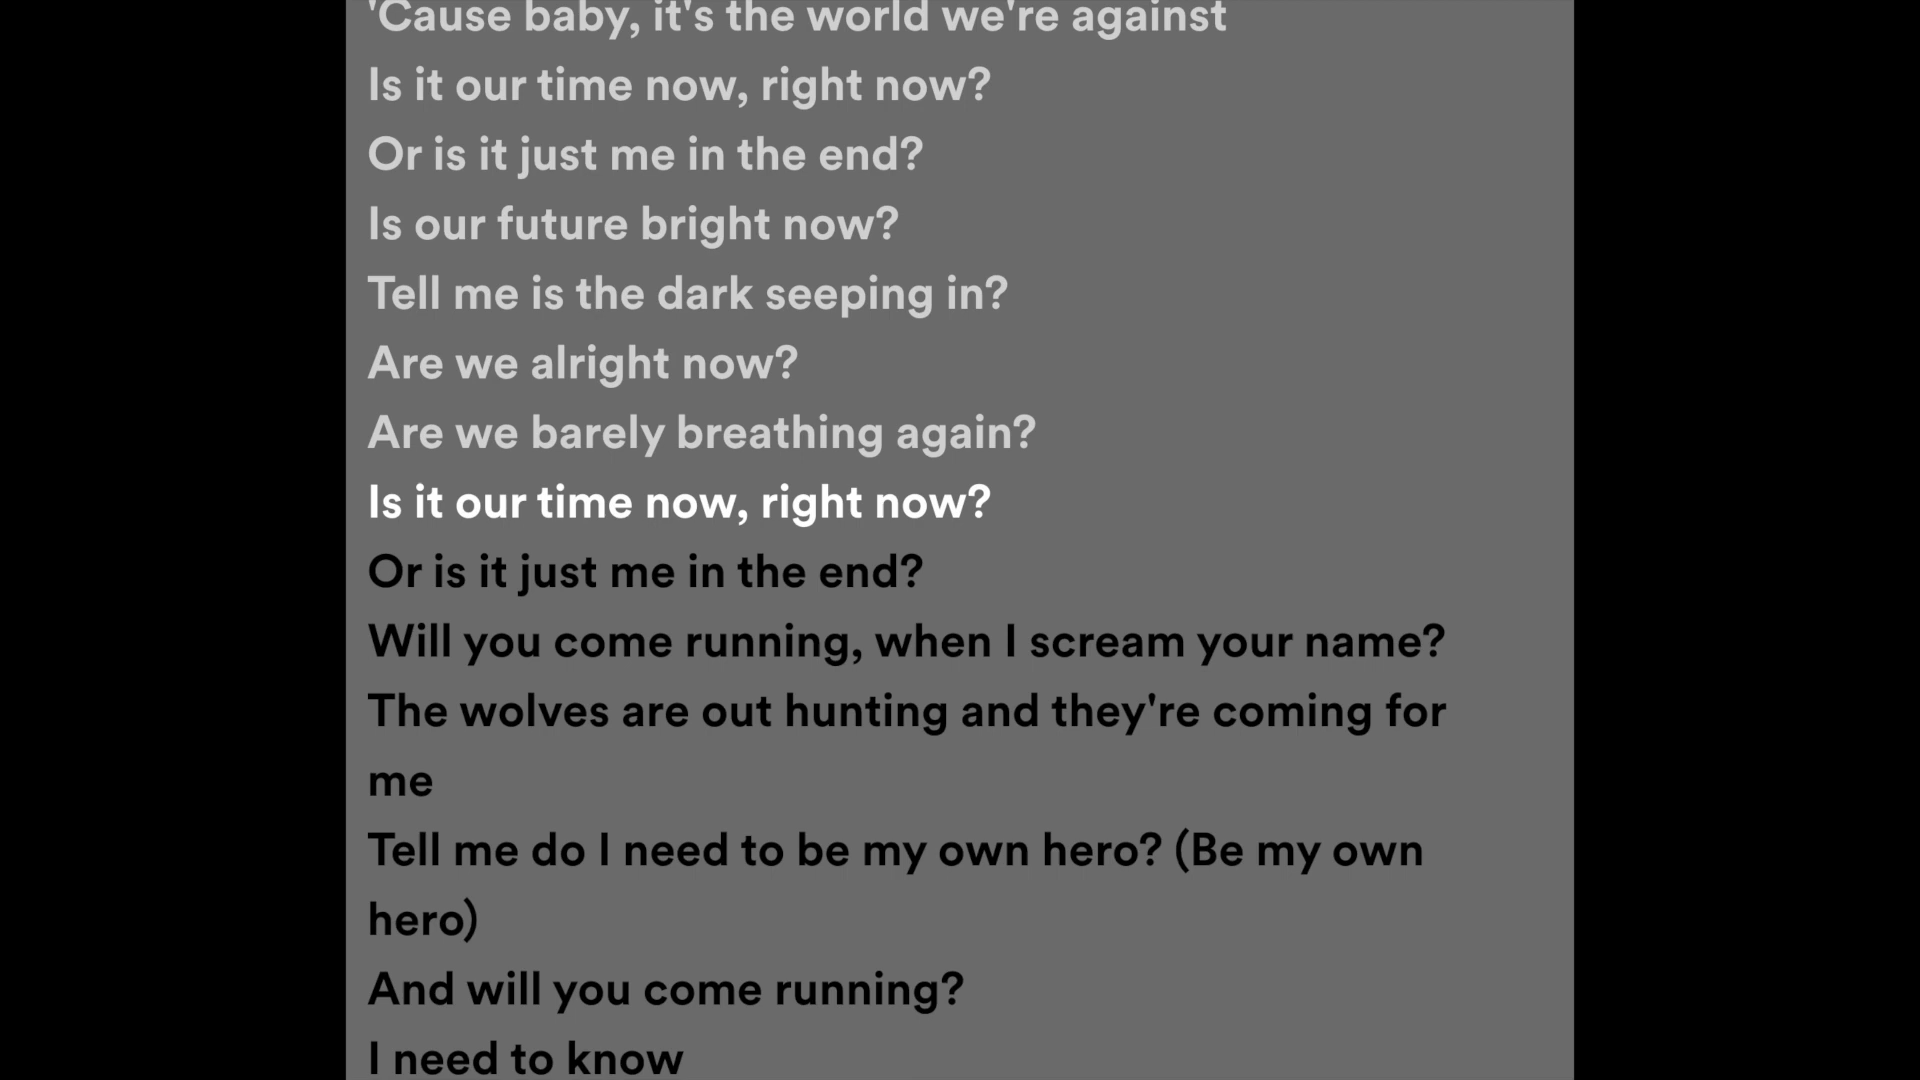 'Cause baby, it's the world we're against
Is it our time now, right now?
Or is it just me in the end?
Is our future bright now?
Tell me is the dark seeping in?
Are we alright now?
Are we barely breathing again?
Is it our time now, right now?
Or is it just me in the end?
Will you come running, when I scream your name?
The wolves are out hunting and they're coming for
me
Tell me do I need to be my own hero? (Be my own
hero)
And will you come running?
I need to know